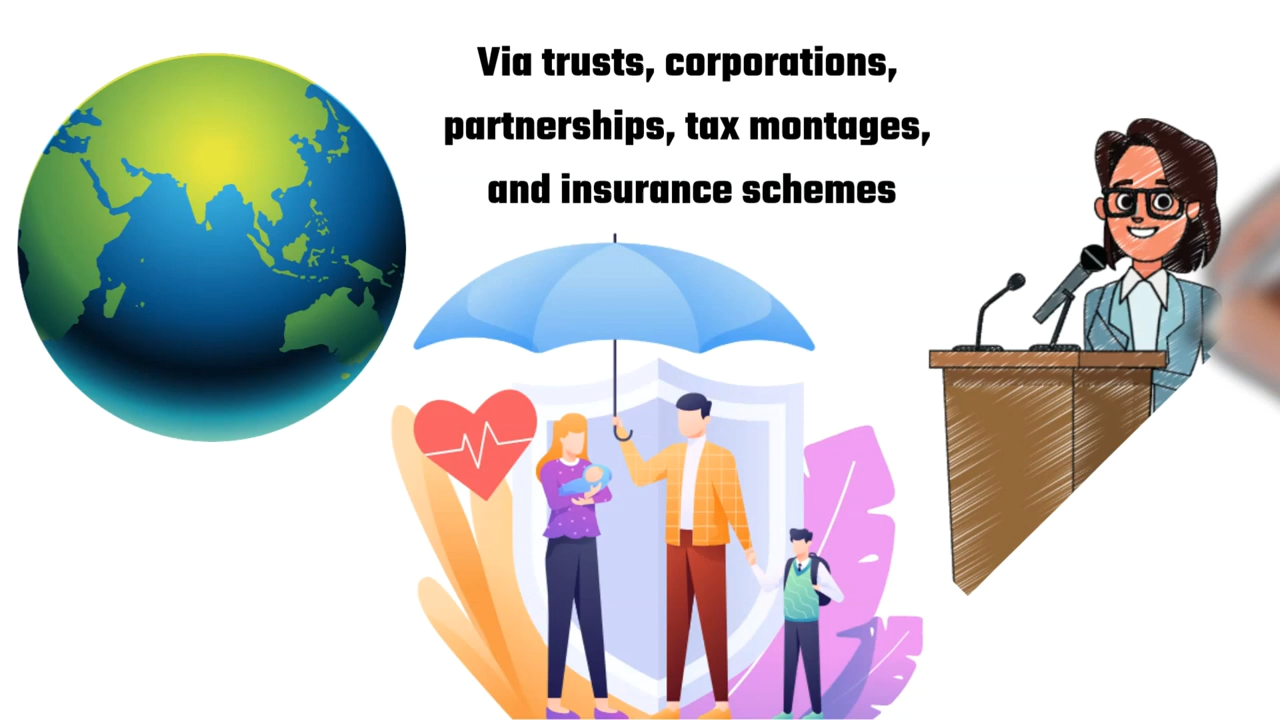 Via trusts, corporations,
partnerships, tax montages,
and insurance schemes